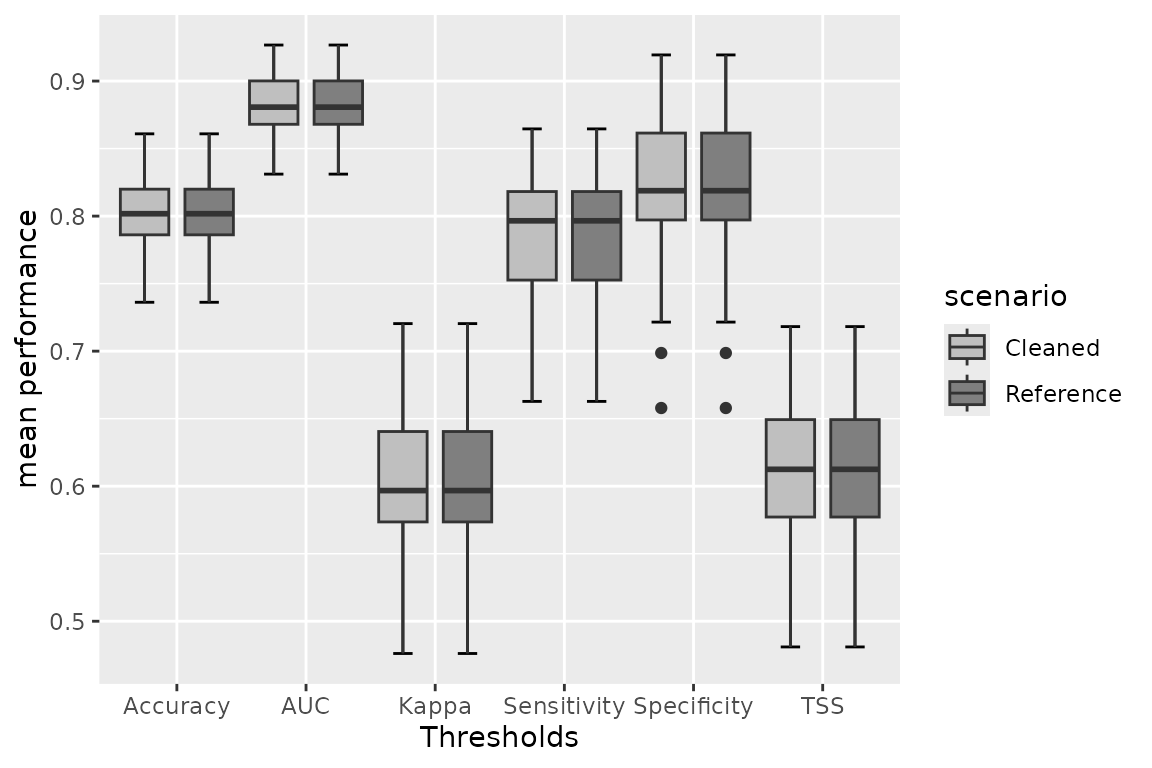 mean performance
0.9
0.8
0.7
0.6
0.5
Accuracy AUC Kappa Sensitivity Specificity TSS
Thresholds
scenario
Cleaned
Reference